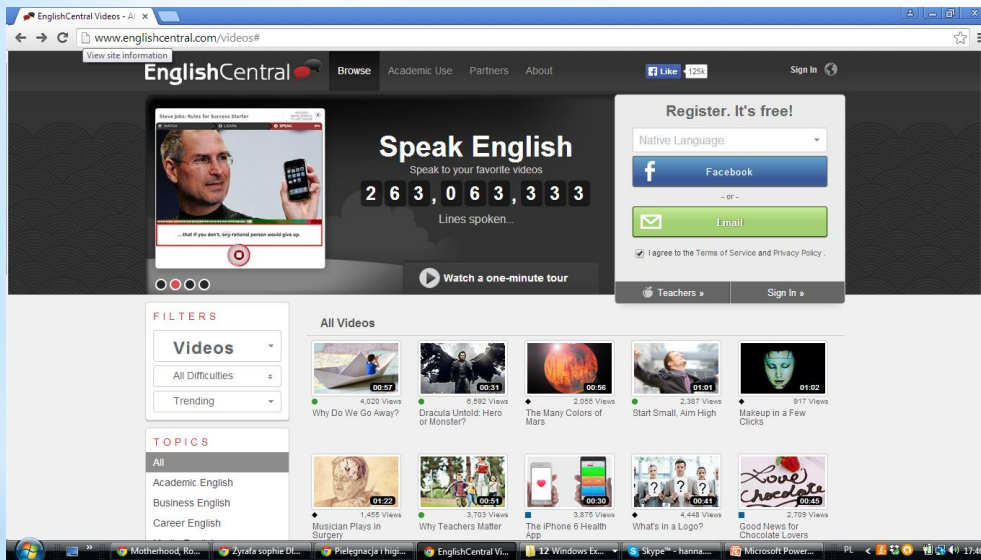 EnglishCentral Videos - Al
www.englishcentral.com/videos#
View site information
EnglishCentral
Browse Academic Use Partners About
Like 125k
Sign In
Steve Jobs: Rules for Success Starter
WATCH LEARN SPEAK
...that if you don't, any rational person would give up.
Speak English
Speak to your favorite videos
263,063,333
Lines spoken...
Watch a one-minute tour
Register. It's free!
Native Language
Facebook
- or -
Email
I agree to the Terms of Service and Privacy Policy .
Teachers »
Sign In »
FILTERS
Videos
All Difficulties
Trending
TOPICS
All
Academic English
Business English
Career English
All Videos
00:57
4,020 Views
Why Do We Go Away?
00:31
6,592 Views
Dracula Untold: Hero
or Monster?
00:56
2,055 Views
The Many Colors of
Mars
01:01
2,387 Views
Start Small, Aim High
01:02
917 Views
Makeup in a Few
Clicks
01:22
1,455 Views
Musician Plays in
Surgery
00:51
3,703 Views
Why Teachers Matter
00:30
3,875 Views
The iPhone 6 Health
App
00:41
4,448 Views
What's in a Logo?
Love
Chocolate
00:45
2,709 Views
Good News for
Chocolate Lovers
Motherhood, Ro...
Żyrafa sophie Dl...
Pielęgnacja i higi...
EnglishCentral Vi...
12 Windows Ex...
Skype™ - hanna....
Microsoft Power...
PL
17:46